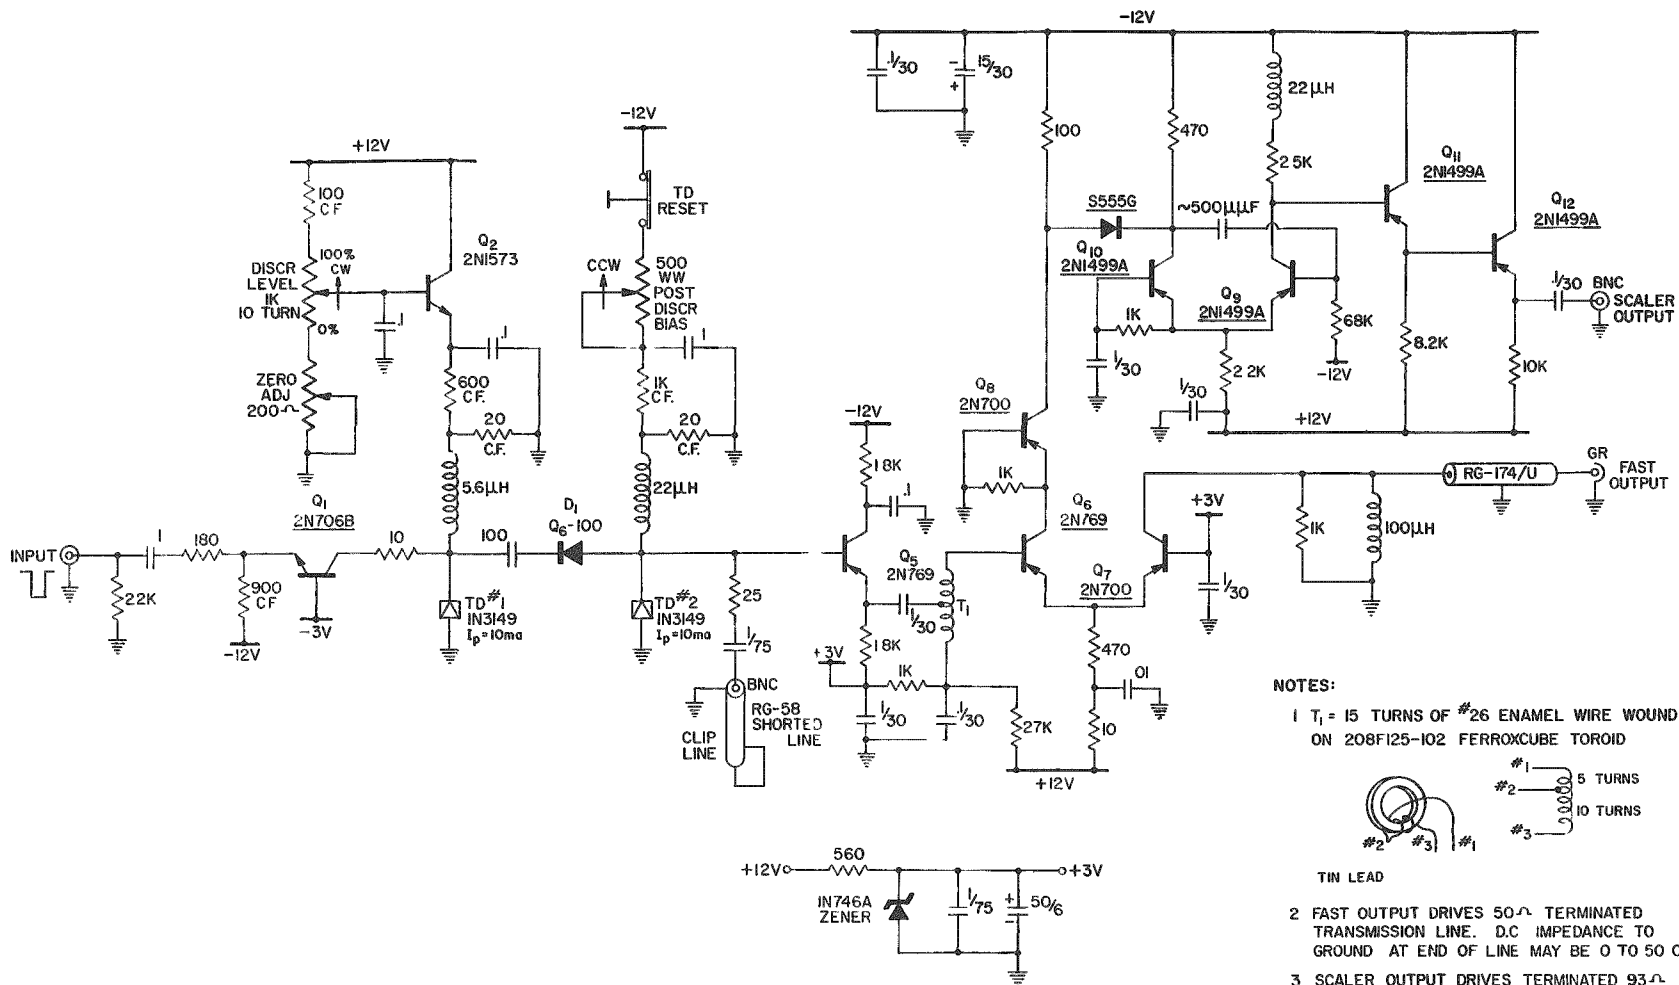 -12V
.1/30
15/30
-
+
100
470
22µH
2 5K
Q11
2N1499A
Q12
2N1499A
S555G
~500µµF
Q10
2N1499A
Q9
2N1499A
1K
1/30
68K
-12V
2 2K
1/30
8.2K
10K
+12V
.1/30
BNC
SCALER
OUTPUT
+12V
100
C F
DISCR
LEVEL
1K
10 TURN
100%
CW
0%
.1
ZERO
ADJ
200Ω
Q2
2N1573
.1
600
C F.
20
C.F.
5.6µH
-12V
TD
RESET
CCW
500
WW
POST
DISCR
BIAS
1
1K
C F.
20
C.F.
22µH
INPUT
2.2K
1
180
900
C F
-12V
Q1
2N706B
-3V
10
100
D1
Q6-100
TD#1
1N3149
Ip=10ma
TD#2
1N3149
Ip=10ma
25
1/75
BNC
RG-58
SHORTED
LINE
CLIP
LINE
-12V
1 8K
.1
Q5
2N769
1/30
T1
1 8K
+3V
1K
1/30
.1/30
27K
+12V
Q8
2N700
1K
Q6
2N769
Q7
2N700
470
01
10
+3V
1/30
1K
100µH
RG-174/U
GR
FAST
OUTPUT
+12V
560
+3V
1N746A
ZENER
1/75
+
-
50/6
NOTES:
1 T1 = 15 TURNS OF #26 ENAMEL WIRE WOUND
ON 208F125-102 FERROXCUBE TOROID
#2
#3
#1
#1
#2
#3
5 TURNS
10 TURNS
TIN LEAD
2 FAST OUTPUT DRIVES 50Ω TERMINATED
TRANSMISSION LINE. D.C IMPEDANCE TO
GROUND AT END OF LINE MAY BE 0 TO 50
3 SCALER OUTPUT DRIVES TERMINATED 93Ω